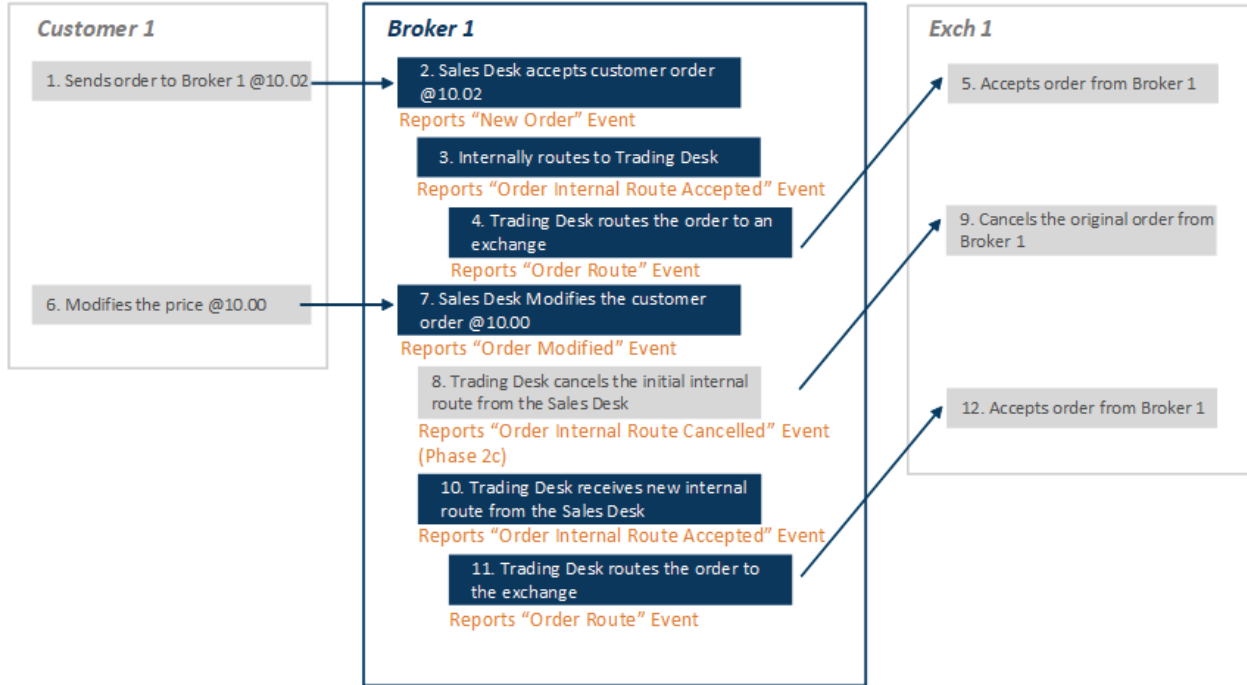 Customer 1
Broker 1
Exch 1
1. Sends order to Broker 1 @10.02
2. Sales Desk accepts customer order
@10.02
Reports “New Order” Event
3. Internally routes to Trading Desk
Reports “Order Internal Route Accepted” Event
4. Trading Desk routes the order to an
exchange
Reports “Order Route” Event
5. Accepts order from Broker 1
6. Modifies the price @10.00
7. Sales Desk Modifies the customer
order @10.00
Reports “Order Modified” Event
8. Trading Desk cancels the initial internal
route from the Sales Desk
Reports “Order Internal Route Cancelled” Event
(Phase 2c)
9. Cancels the original order from
Broker 1
10. Trading Desk receives new internal
route from the Sales Desk
Reports “Order Internal Route Accepted” Event
11. Trading Desk routes the order to
the exchange
Reports “Order Route” Event
12. Accepts order from Broker 1